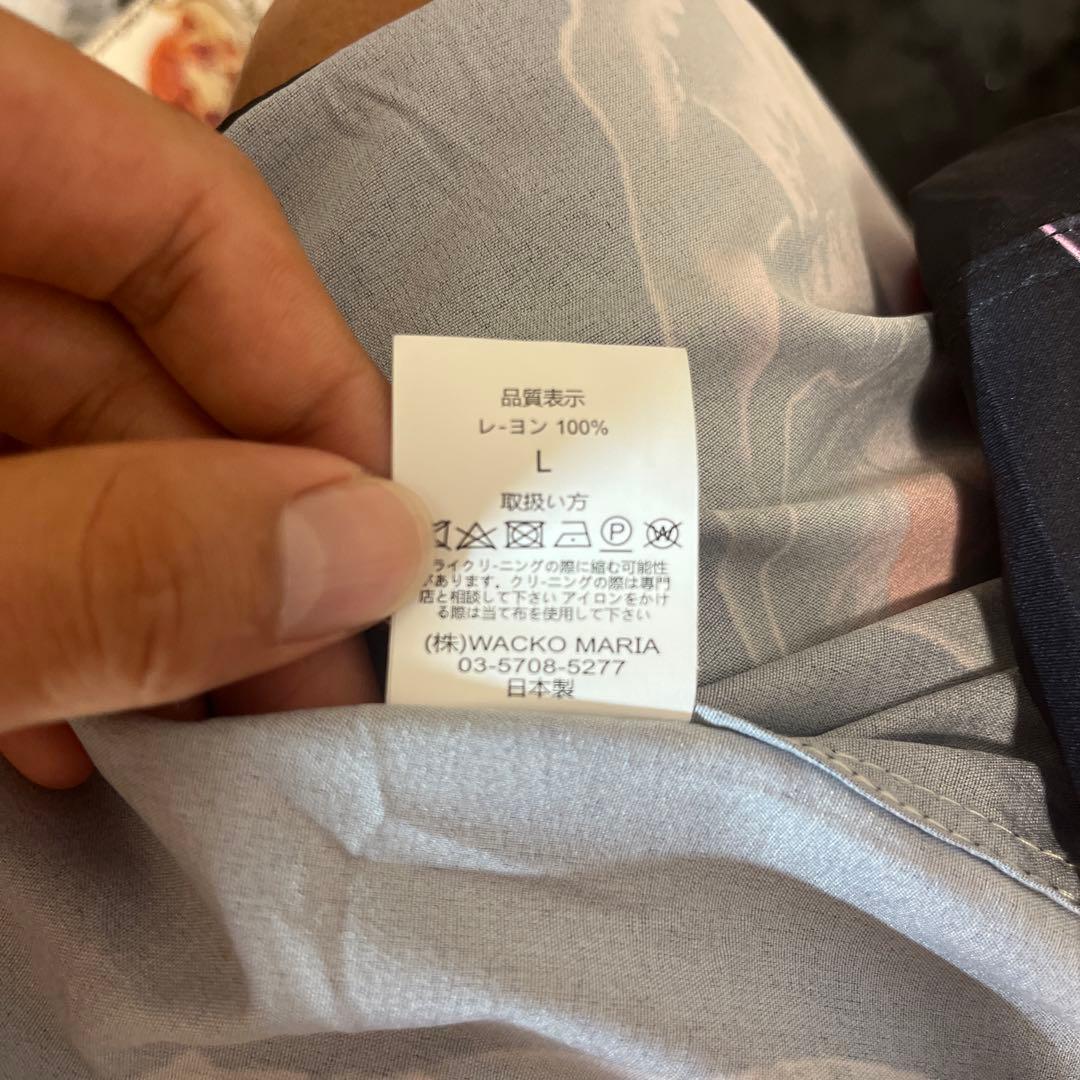 品質表示
レ-ヨン 100%
L
取扱い方
P W
ライクリ-ニングの際に縮む可能性
があります. クリ-ニングの際は専門
店と相談して下さい アイロンをかけ
る際は当て布を使用して下さい
(株)WACKO MARIA
03-5708-5277
日本製